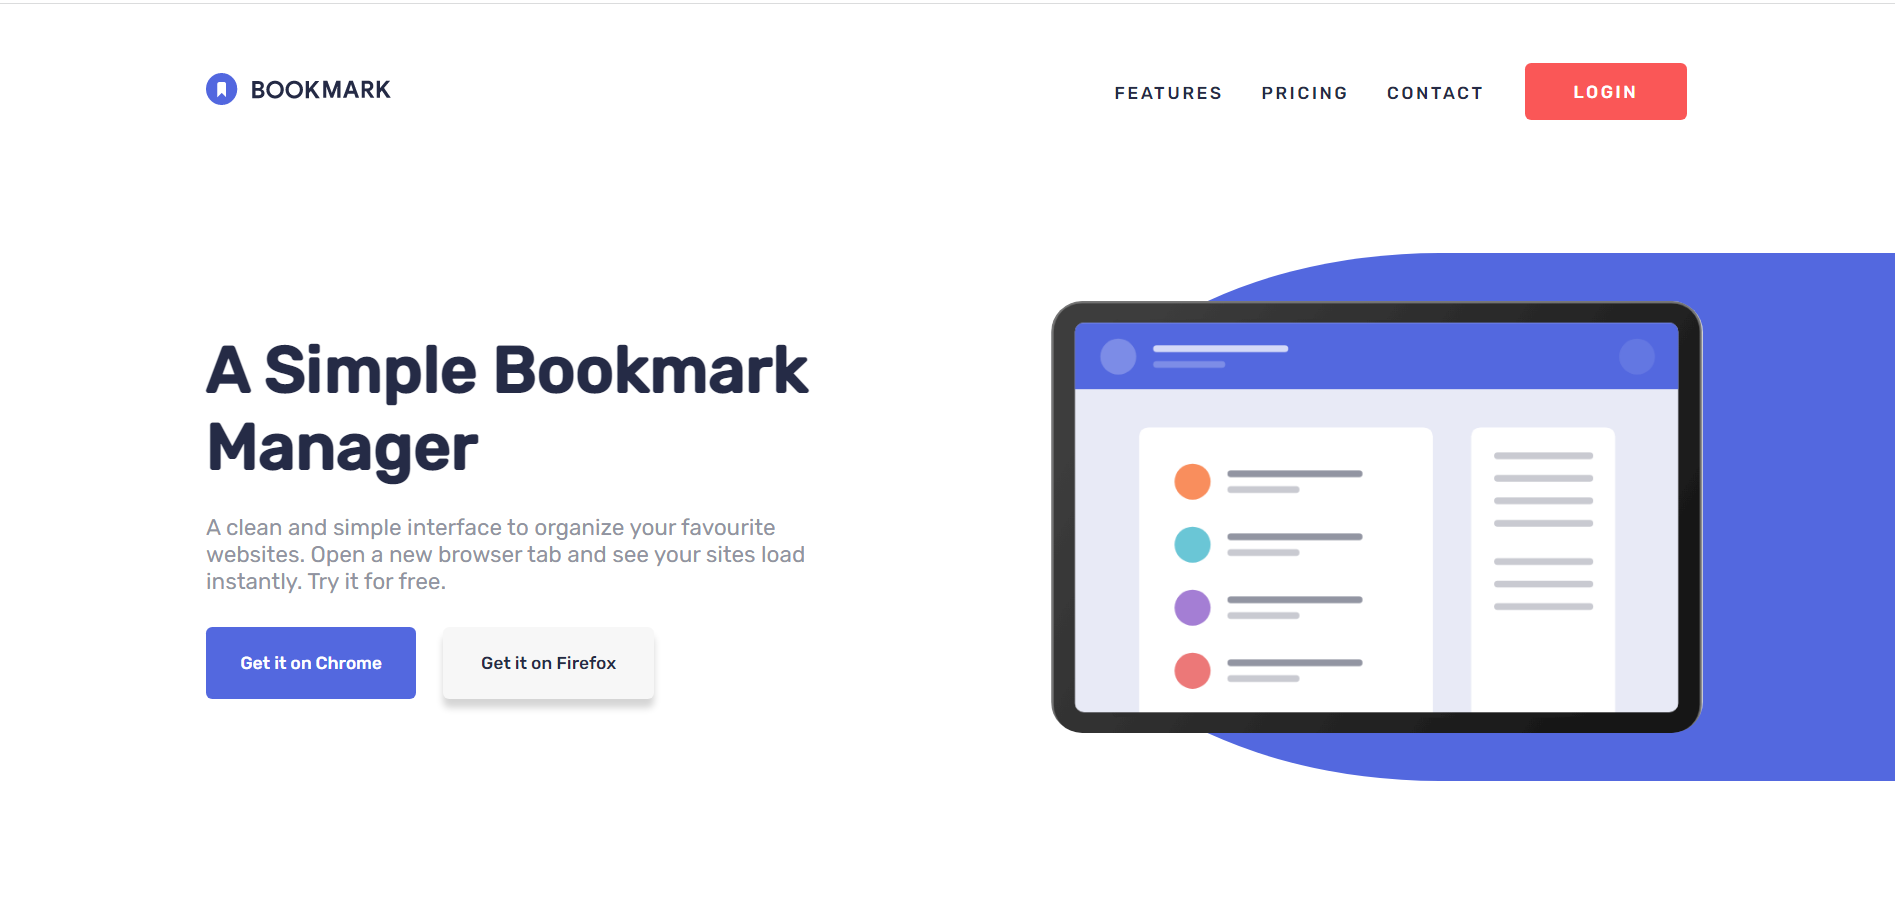 BOOKMARK
FEATURES PRICING CONTACT LOGIN
A Simple Bookmark
Manager
A clean and simple interface to organize your favourite
websites. Open a new browser tab and see your sites load
instantly. Try it for free.
Get it on Chrome Get it on Firefox